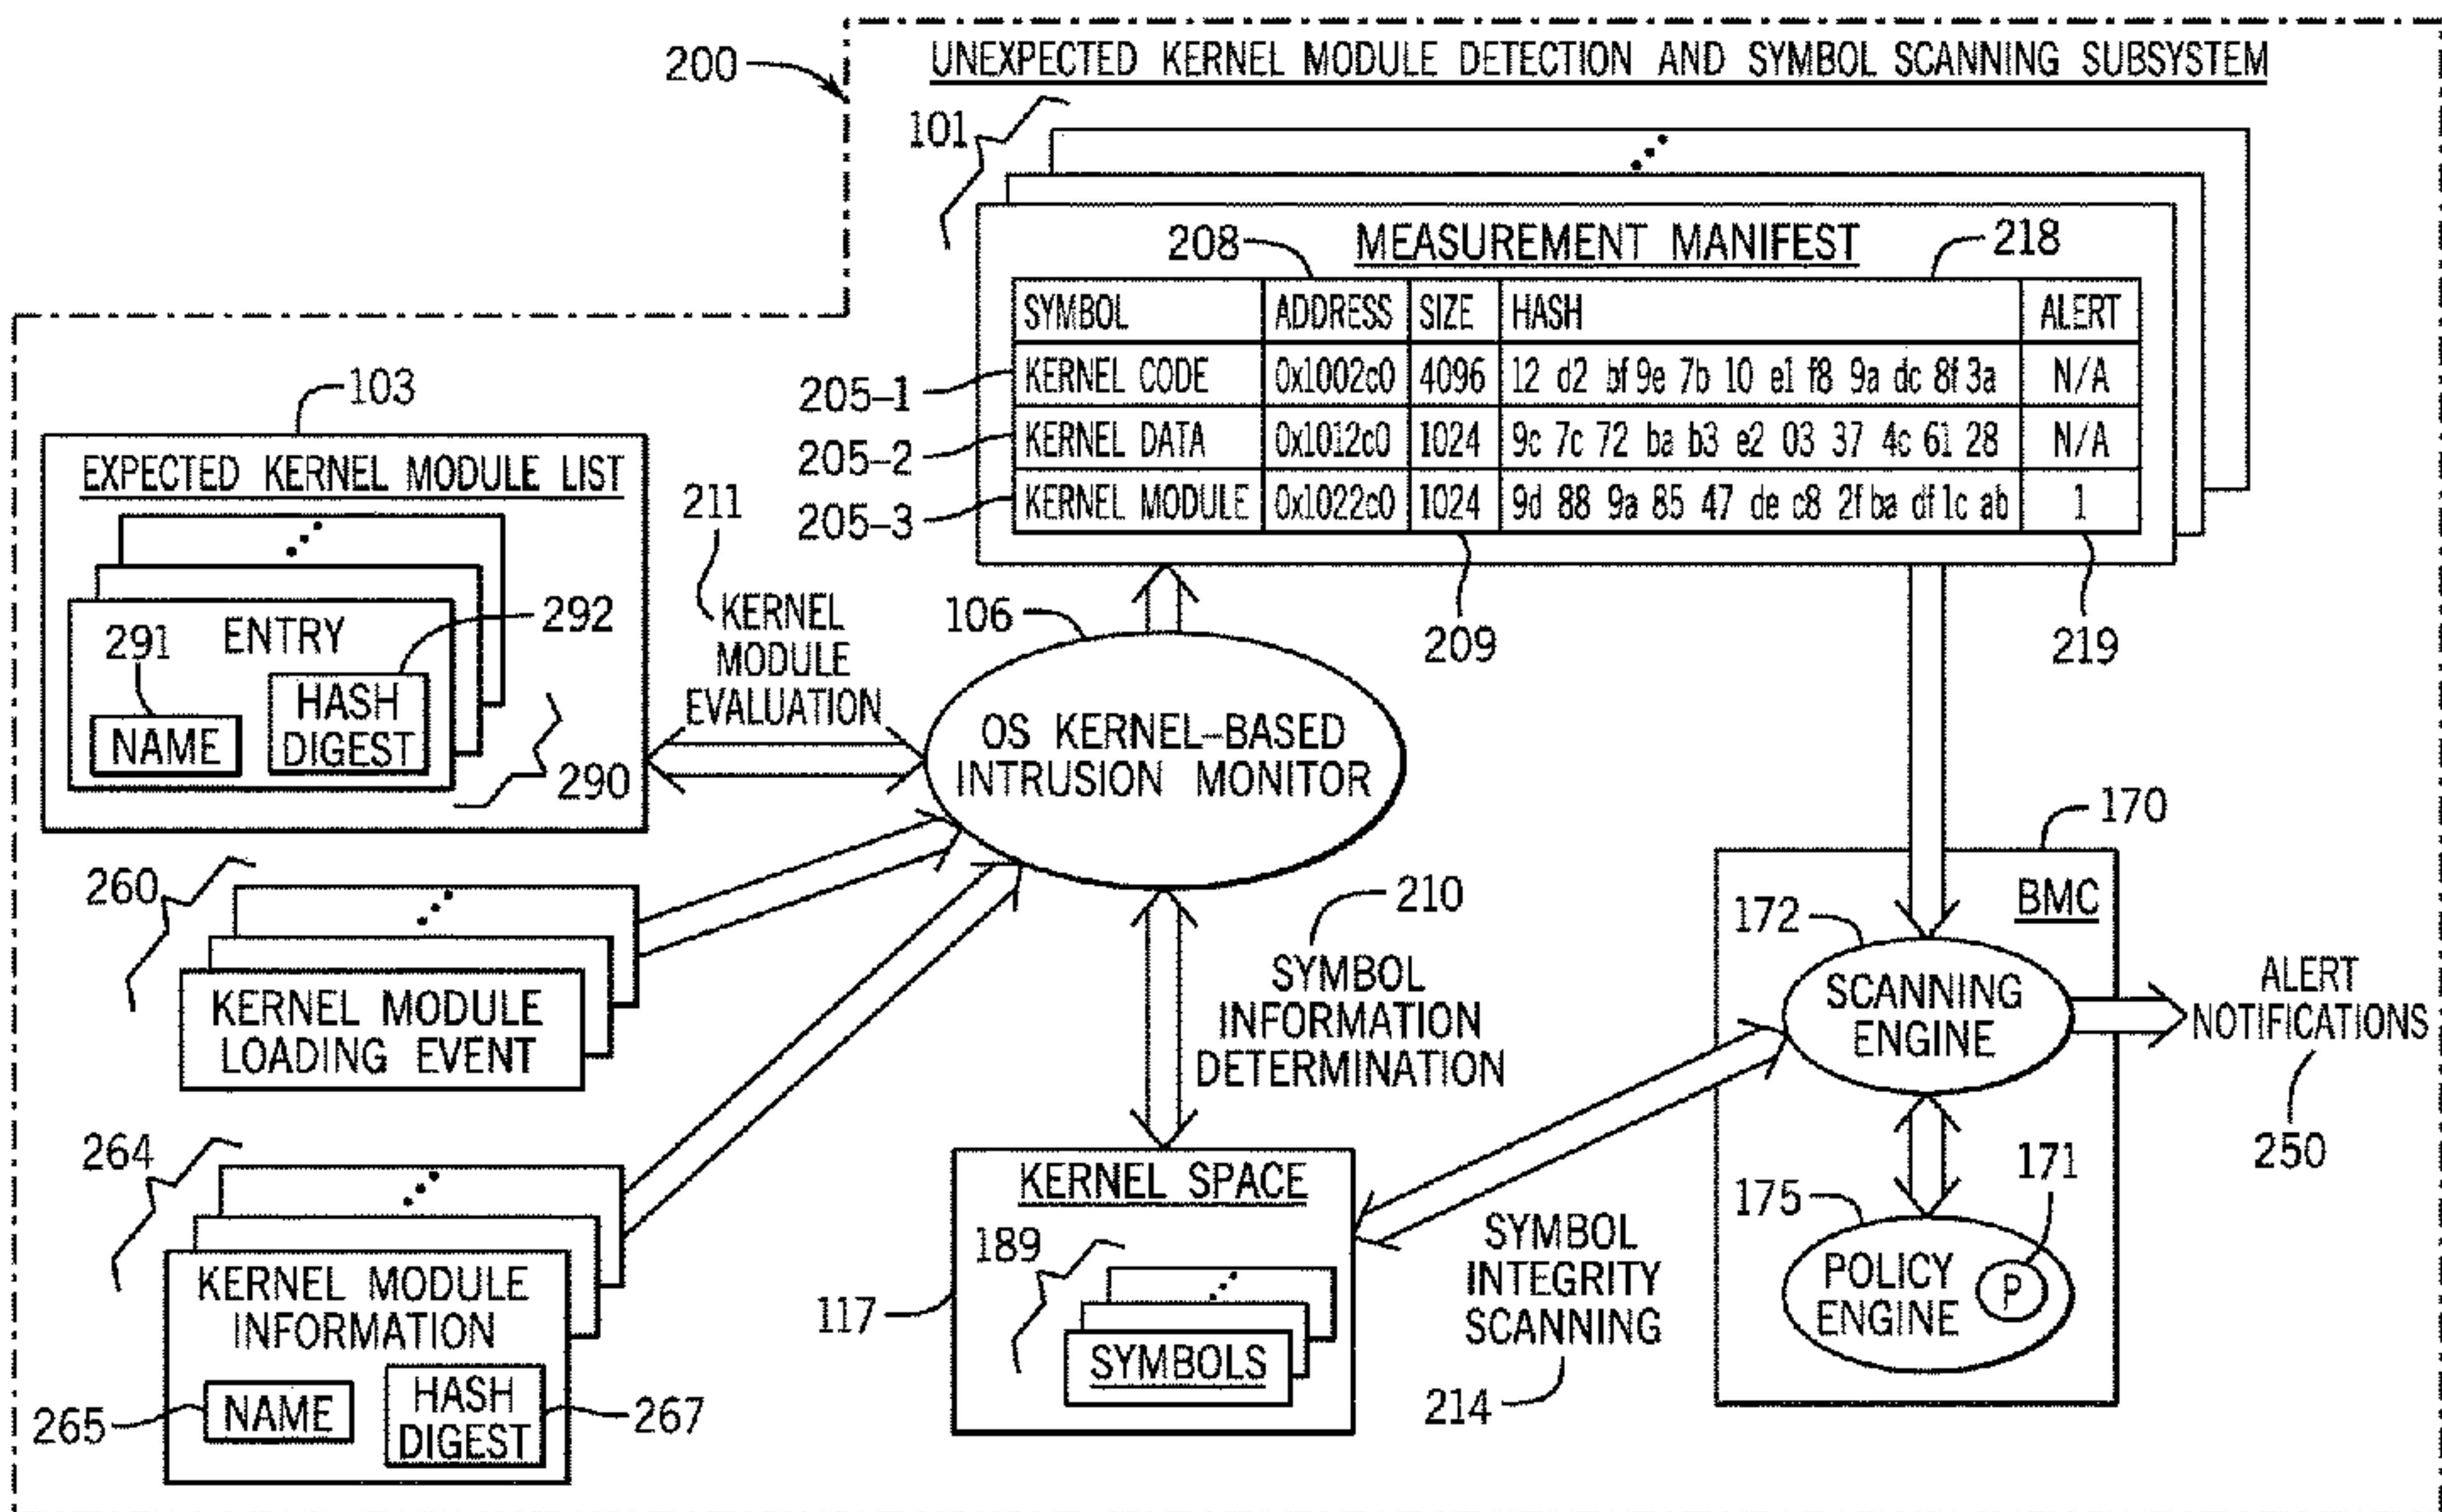 200
UNEXPECTED KERNEL MODULE DETECTION AND SYMBOL SCANNING SUBSYSTEM
101
208
MEASUREMENT MANIFEST
218
SYMBOL ADDRESS SIZE HASH ALERT
205-1
KERNEL CODE 0x1002c0 4096 12 d2 bf 9e 7b 10 e1 f8 9a dc 8f 3a N/A
205-2
KERNEL DATA 0x1012c0 1024 9c 7c 72 ba b3 e2 03 37 4c 61 28 N/A
205-3
KERNEL MODULE 0x1022c0 1024 9d 88 9a 85 47 de c8 2f ba df 1c ab 1
209
219
103
EXPECTED KERNEL MODULE LIST
ENTRY
291
292
NAME
HASH
DIGEST
290
211
KERNEL
MODULE
EVALUATION
106
OS KERNEL-BASED
INTRUSION MONITOR
260
KERNEL MODULE
LOADING EVENT
264
KERNEL MODULE
INFORMATION
265
NAME
HASH
DIGEST
267
210
SYMBOL
INFORMATION
DETERMINATION
KERNEL SPACE
189
117
SYMBOLS
SYMBOL
INTEGRITY
SCANNING
214
170
BMC
172
SCANNING
ENGINE
175
171
POLICY
ENGINE
P
ALERT
NOTIFICATIONS
250